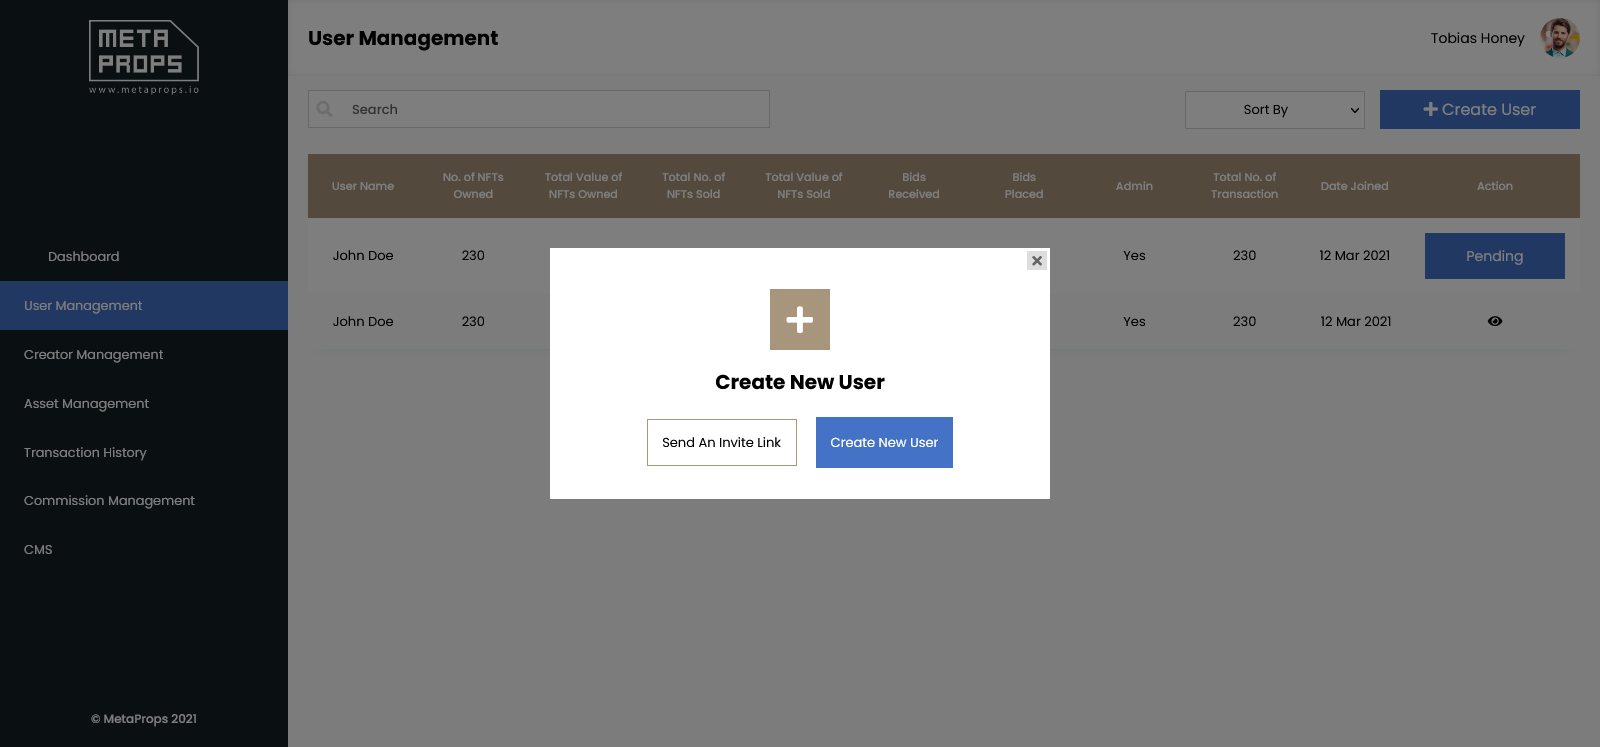 META
PROPS
www.metaprops.io
User Management
Tobias Honey
Search
Sort By
Create User
User Name
No. of NFTs
Owned
Total Value of
NFTs Owned
Total No. of
NFTs Sold
Total Value of
NFTs Sold
Bids
Received
Bids
Placed
Admin
Total No. of
Transaction
Date Joined
Action
John Doe 230 Yes 230 12 Mar 2021 Pending
John Doe 230 Yes 230 12 Mar 2021
Dashboard
User Management
Creator Management
Asset Management
Transaction History
Commission Management
CMS
© MetaProps 2021
Create New User
Send An Invite Link
Create New User